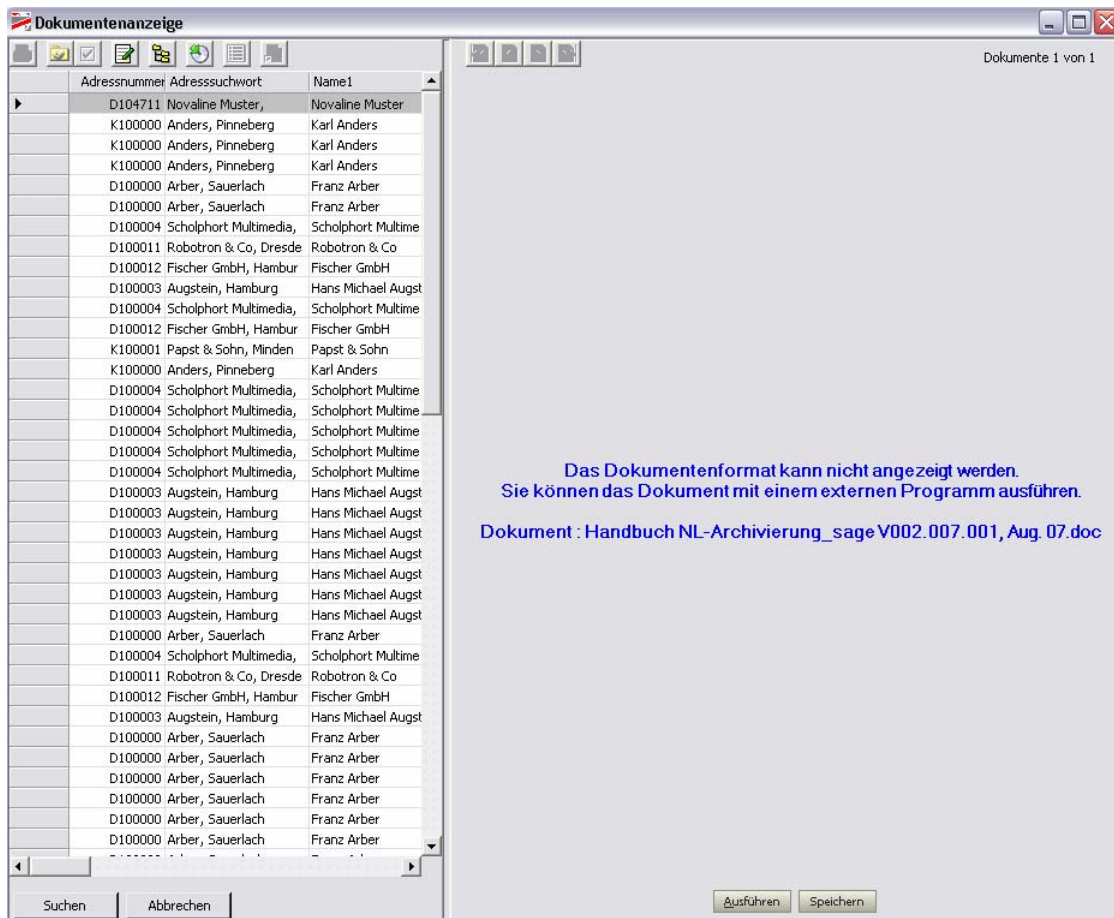 Dokumentenanzeige
Dokumente 1 von 1
Adressnummer Adresssuchwort Name1
D104711 Novaline Muster, Novaline Muster
K100000 Anders, Pinneberg Karl Anders
K100000 Anders, Pinneberg Karl Anders
K100000 Anders, Pinneberg Karl Anders
D100000 Arber, Sauerlach Franz Arber
D100000 Arber, Sauerlach Franz Arber
D100004 Scholphort Multimedia, Scholphort Multime
D100011 Robotron & Co, Dresde Robotron & Co
D100012 Fischer GmbH, Hambur Fischer GmbH
D100003 Augstein, Hamburg Hans Michael Augst
D100004 Scholphort Multimedia, Scholphort Multime
D100012 Fischer GmbH, Hambur Fischer GmbH
K100001 Papst & Sohn, Minden Papst & Sohn
K100000 Anders, Pinneberg Karl Anders
D100004 Scholphort Multimedia, Scholphort Multime
D100004 Scholphort Multimedia, Scholphort Multime
D100004 Scholphort Multimedia, Scholphort Multime
D100004 Scholphort Multimedia, Scholphort Multime
D100004 Scholphort Multimedia, Scholphort Multime
D100003 Augstein, Hamburg Hans Michael Augst
D100003 Augstein, Hamburg Hans Michael Augst
D100003 Augstein, Hamburg Hans Michael Augst
D100003 Augstein, Hamburg Hans Michael Augst
D100003 Augstein, Hamburg Hans Michael Augst
D100003 Augstein, Hamburg Hans Michael Augst
D100003 Augstein, Hamburg Hans Michael Augst
D100000 Arber, Sauerlach Franz Arber
D100004 Scholphort Multimedia, Scholphort Multime
D100011 Robotron & Co, Dresde Robotron & Co
D100012 Fischer GmbH, Hambur Fischer GmbH
D100003 Augstein, Hamburg Hans Michael Augst
D100000 Arber, Sauerlach Franz Arber
D100000 Arber, Sauerlach Franz Arber
D100000 Arber, Sauerlach Franz Arber
D100000 Arber, Sauerlach Franz Arber
D100000 Arber, Sauerlach Franz Arber
D100000 Arber, Sauerlach Franz Arber
Suchen Abbrechen
Das Dokumentenformat kann nicht angezeigt werden.
Sie können das Dokument mit einem externen Programm ausführen.
Dokument : Handbuch NL-Archivierung_sage V002.007.001, Aug. 07.doc
Ausführen Speichern